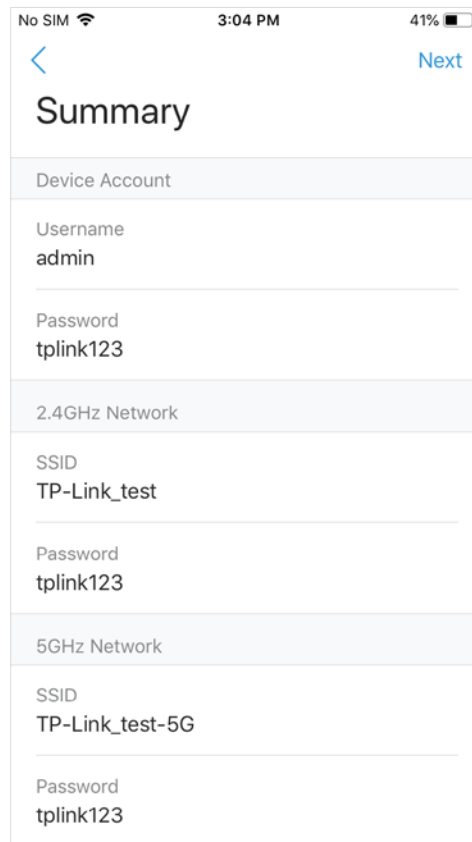 No SIM 3:04 PM 41%
Next
Summary
Device Account
Username
admin
Password
tplink123
2.4GHz Network
SSID
TP-Link_test
Password
tplink123
5GHz Network
SSID
TP-Link_test-5G
Password
tplink123